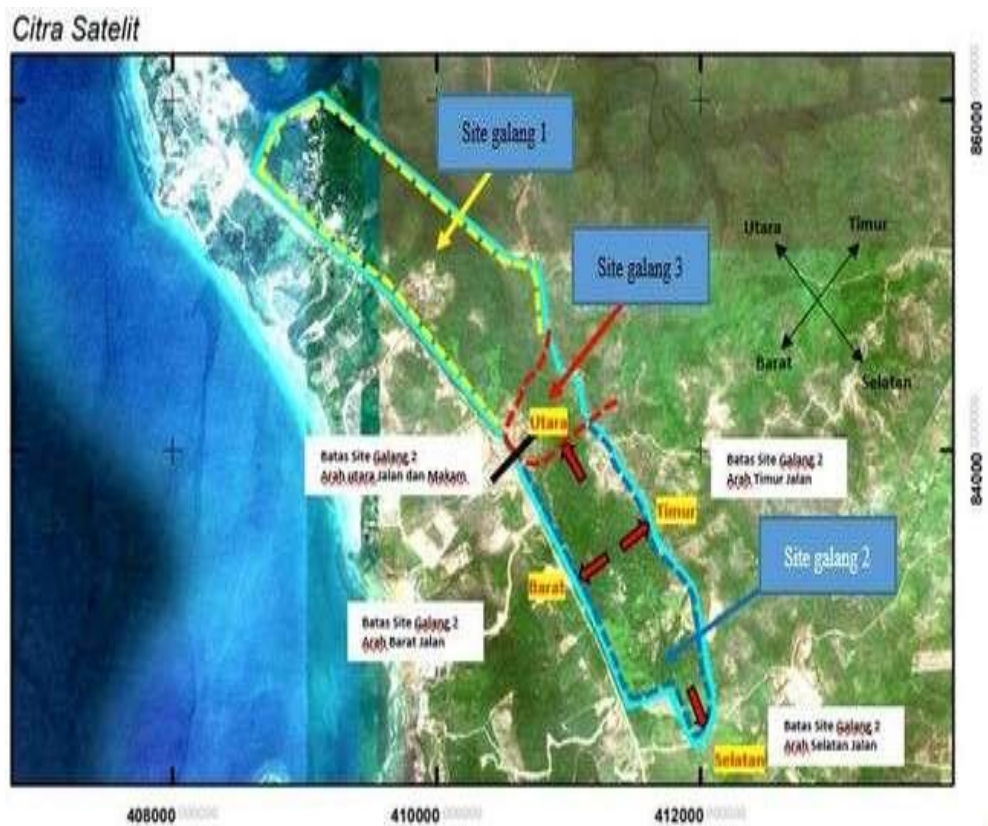 Citra Satelit
Site galang 1
Site galang 3
Utara
Timur
Barat
Selatan
Utara
Batas Site Galang 2
Arah utara Jalan dan Makam
Batas Site Galang 2
Arah Timur Jalan
Timur
Site galang 2
Barat
Batas Site Galang 2
Arah Barat Jalan
Batas Site Galang 2
Arah Selatan Jalan
Selatan
86000
84000
408000
410000
412000